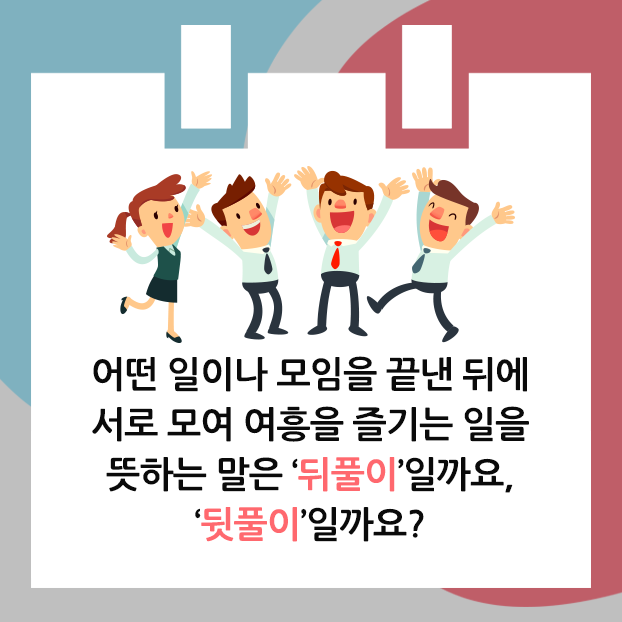 어떤 일이나 모임을 끝낸 뒤에
서로 모여 여흥을 즐기는 일을
뜻하는 말은 ‘뒤풀이’일까요,
‘뒷풀이’일까요?